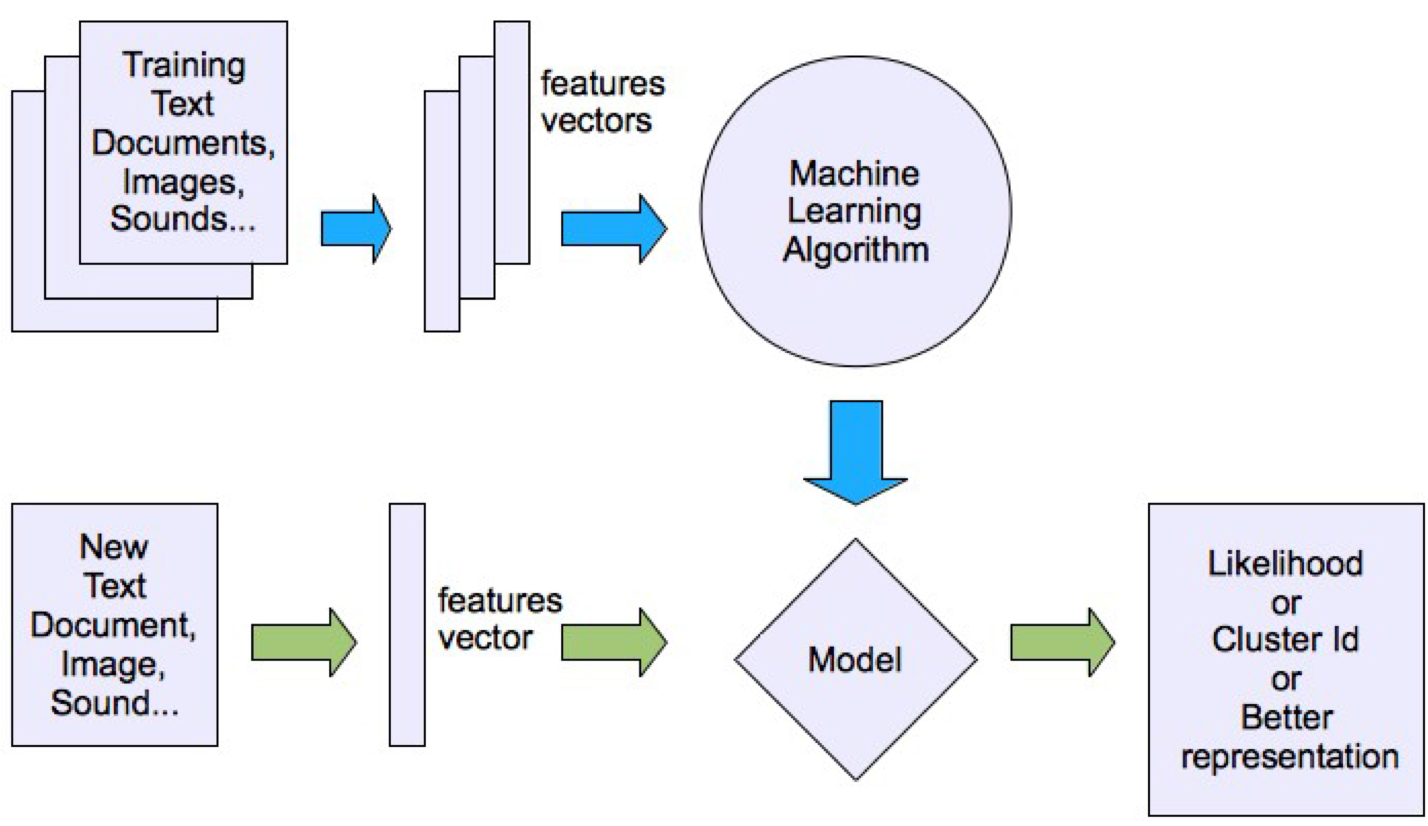 Training
Text
Documents,
Images,
Sounds...
features
vectors
Machine
Learning
Algorithm
New
Text
Document,
Image,
Sound...
features
vector
Model
Likelihood
or
Cluster Id
or
Better
representation